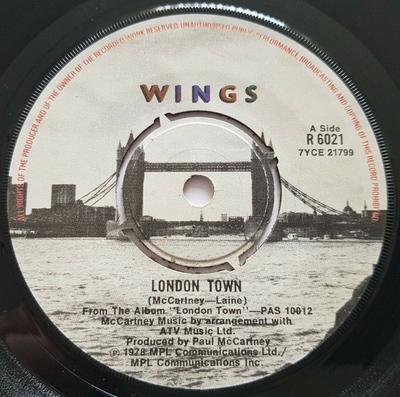 ALL RIGHTS OF THE PRODUCER AND OF THE OWNER OF THE RECORDED WORK RESERVED. UNAUTHORISED PUBLIC PERFORMANCE, BROADCASTING AND COPYING OF THIS RECORD PROHIBITED
WINGS
A Side
R 6021
7YCE 21799
LONDON TOWN
(McCartney—Laine)
From The Album "London Town"—PAS 10012
McCartney Music by arrangement with
ATV Music Ltd.
Produced by Paul McCartney
℗ 1978 MPL Communications Ltd./
MPL Communications Inc.